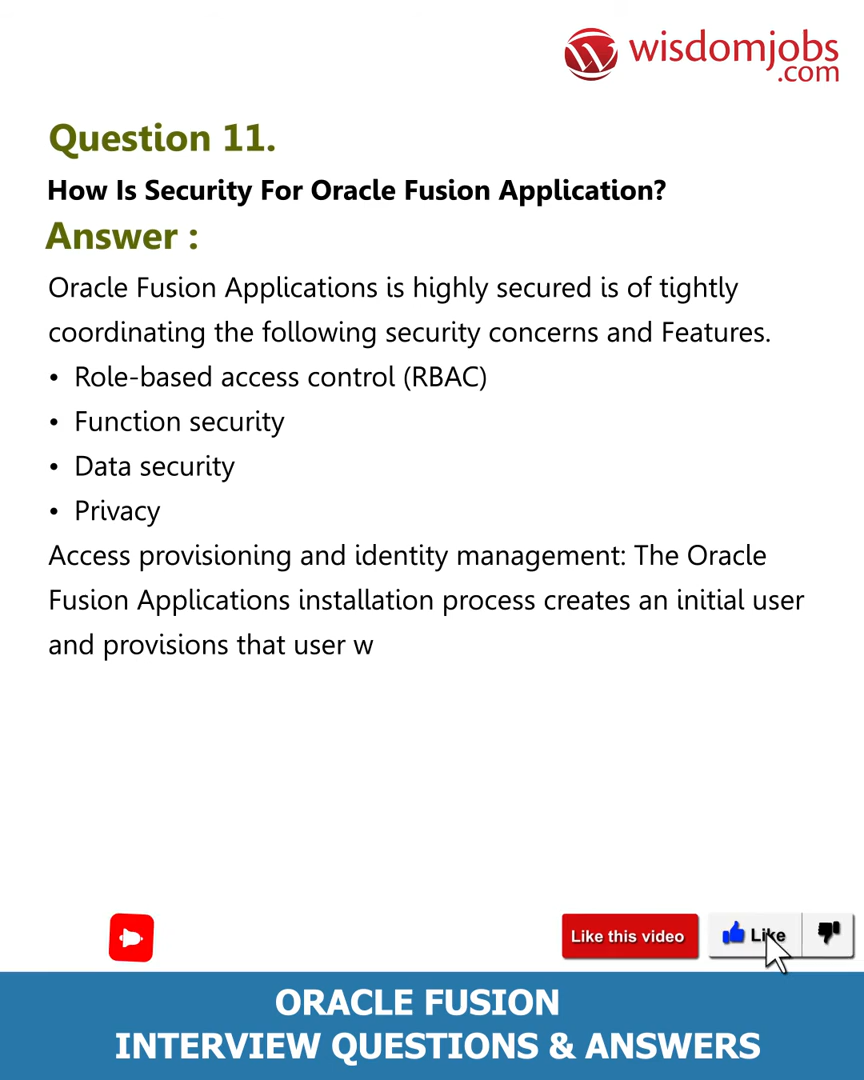 wisdomjobs
.com
Question 11.
How Is Security For Oracle Fusion Application?
Answer :
Oracle Fusion Applications is highly secured is of tightly
coordinating the following security concerns and Features.
• Role-based access control (RBAC)
• Function security
• Data security
• Privacy
Access provisioning and identity management: The Oracle
Fusion Applications installation process creates an initial user
and provisions that user w
Like this video
Like
ORACLE FUSION
INTERVIEW QUESTIONS & ANSWERS